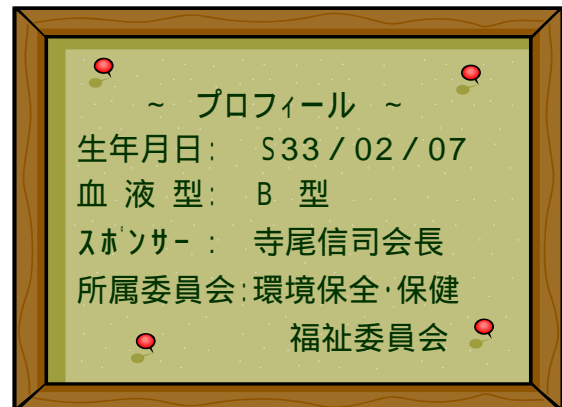 ~ プロフィール ~
生年月日: S33/02/07
血 液 型: B 型
スポンサー: 寺尾信司会長
所属委員会:環境保全・保健
福祉委員会